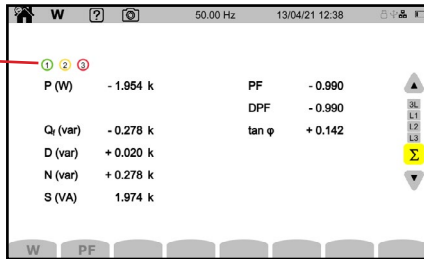 W ? 50.00 Hz 13/04/21 12:38
1 2 3
P (W) - 1.954 k PF - 0.990
DPF - 0.990
Qf (var) - 0.278 k tan φ + 0.142
D (var) + 0.020 k
N (var) + 0.278 k
S (VA) 1.974 k
3L
L1
L2
L3
Σ
W PF